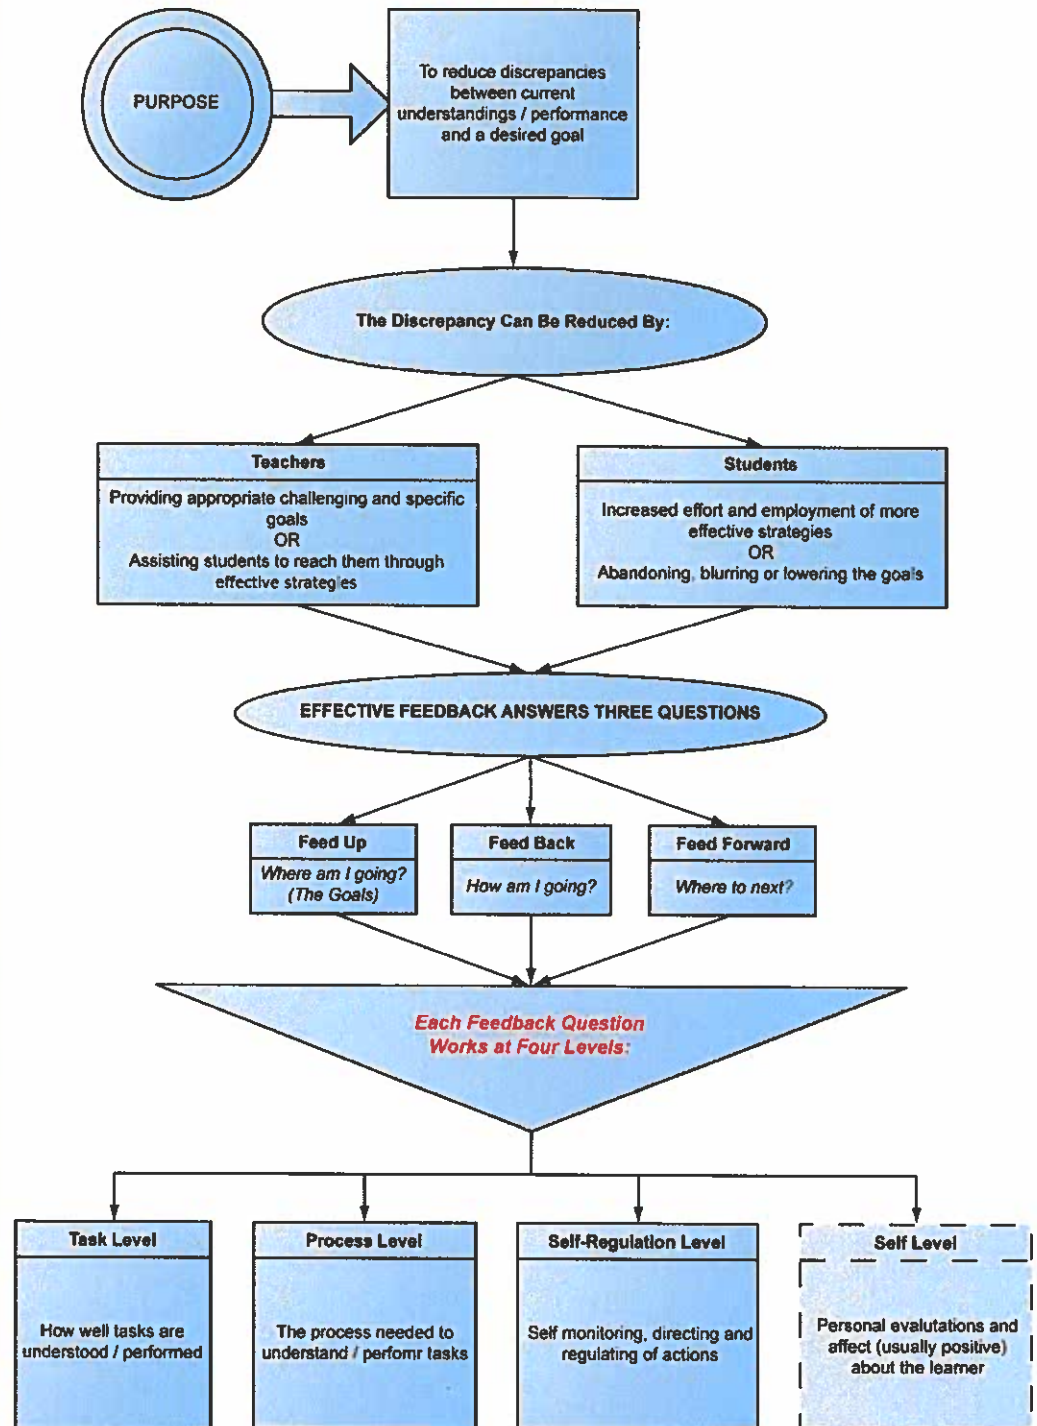 PURPOSE
To reduce discrepancies
between current
understandings / performance
and a desired goal
The Discrepancy Can Be Reduced By:
Teachers
Providing appropriate challenging and specific
goals
OR
Assisting students to reach them through
effective strategies
Students
Increased effort and employment of more
effective strategies
OR
Abandoning, blurring or lowering the goals
EFFECTIVE FEEDBACK ANSWERS THREE QUESTIONS
Feed Up
Where am I going?
(The Goals)
Feed Back
How am I going?
Feed Forward
Where to next?
Each Feedback Question
Works at Four Levels:
Task Level
How well tasks are
understood / performed
Process Level
The process needed to
understand / perfomr tasks
Self-Regulation Level
Self monitoring, directing and
regulating of actions
Self Level
Personal evalutations and
affect (usually positive)
about the learner